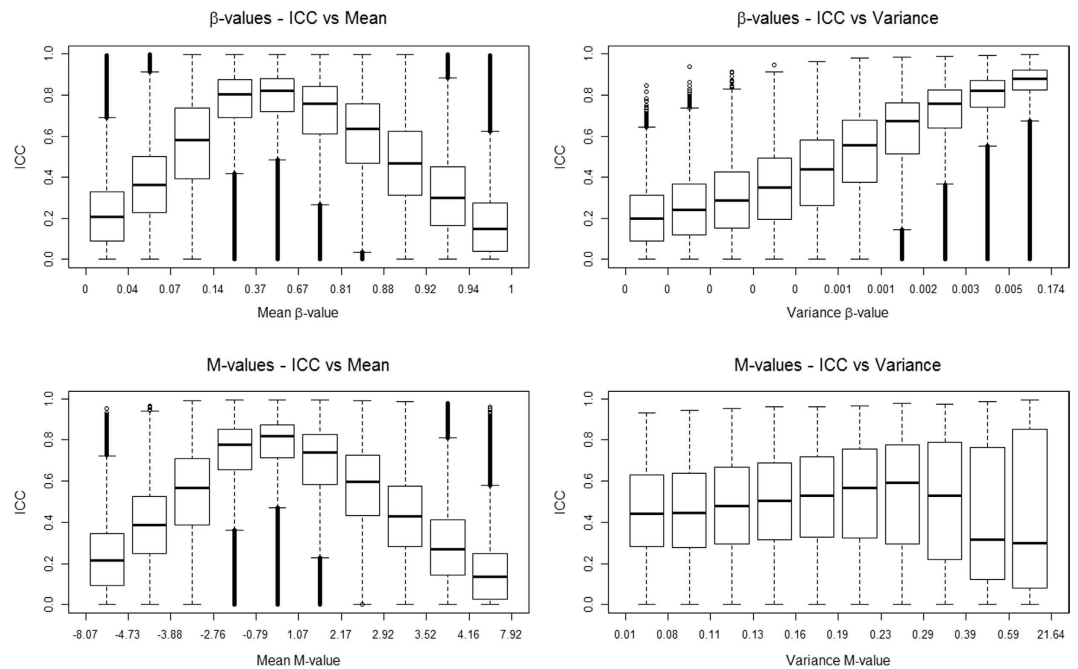 β-values - ICC vs Mean
ICC
0.0 0.2 0.4 0.6 0.8 1.0
0 0.04 0.07 0.14 0.37 0.67 0.81 0.88 0.92 0.94 1
Mean β-value
β-values - ICC vs Variance
ICC
0.0 0.2 0.4 0.6 0.8 1.0
0 0 0 0 0 0.001 0.001 0.002 0.003 0.005 0.174
Variance β-value
M-values - ICC vs Mean
ICC
0.0 0.2 0.4 0.6 0.8 1.0
-8.07 -4.73 -3.88 -2.76 -0.79 1.07 2.17 2.92 3.52 4.16 7.92
Mean M-value
M-values - ICC vs Variance
ICC
0.0 0.2 0.4 0.6 0.8 1.0
0.01 0.08 0.11 0.13 0.16 0.19 0.23 0.29 0.39 0.59 21.64
Variance M-value